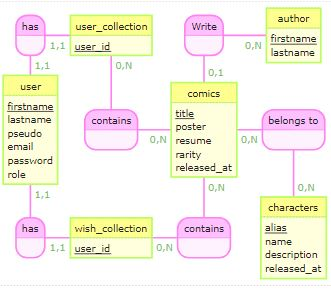 has
1,1
user_collection
user_id
Write
0,N
author
firstname
lastname
1,1
0,N
0,1
user
firstname
lastname
pseudo
email
password
role
contains
0,N
comics
title
poster
resume
rarity
released_at
belongs to
0,N
0,N
0,N
1,1
0,N
has
1,1
wish_collection
user_id
0,N
contains
characters
alias
name
description
released_at